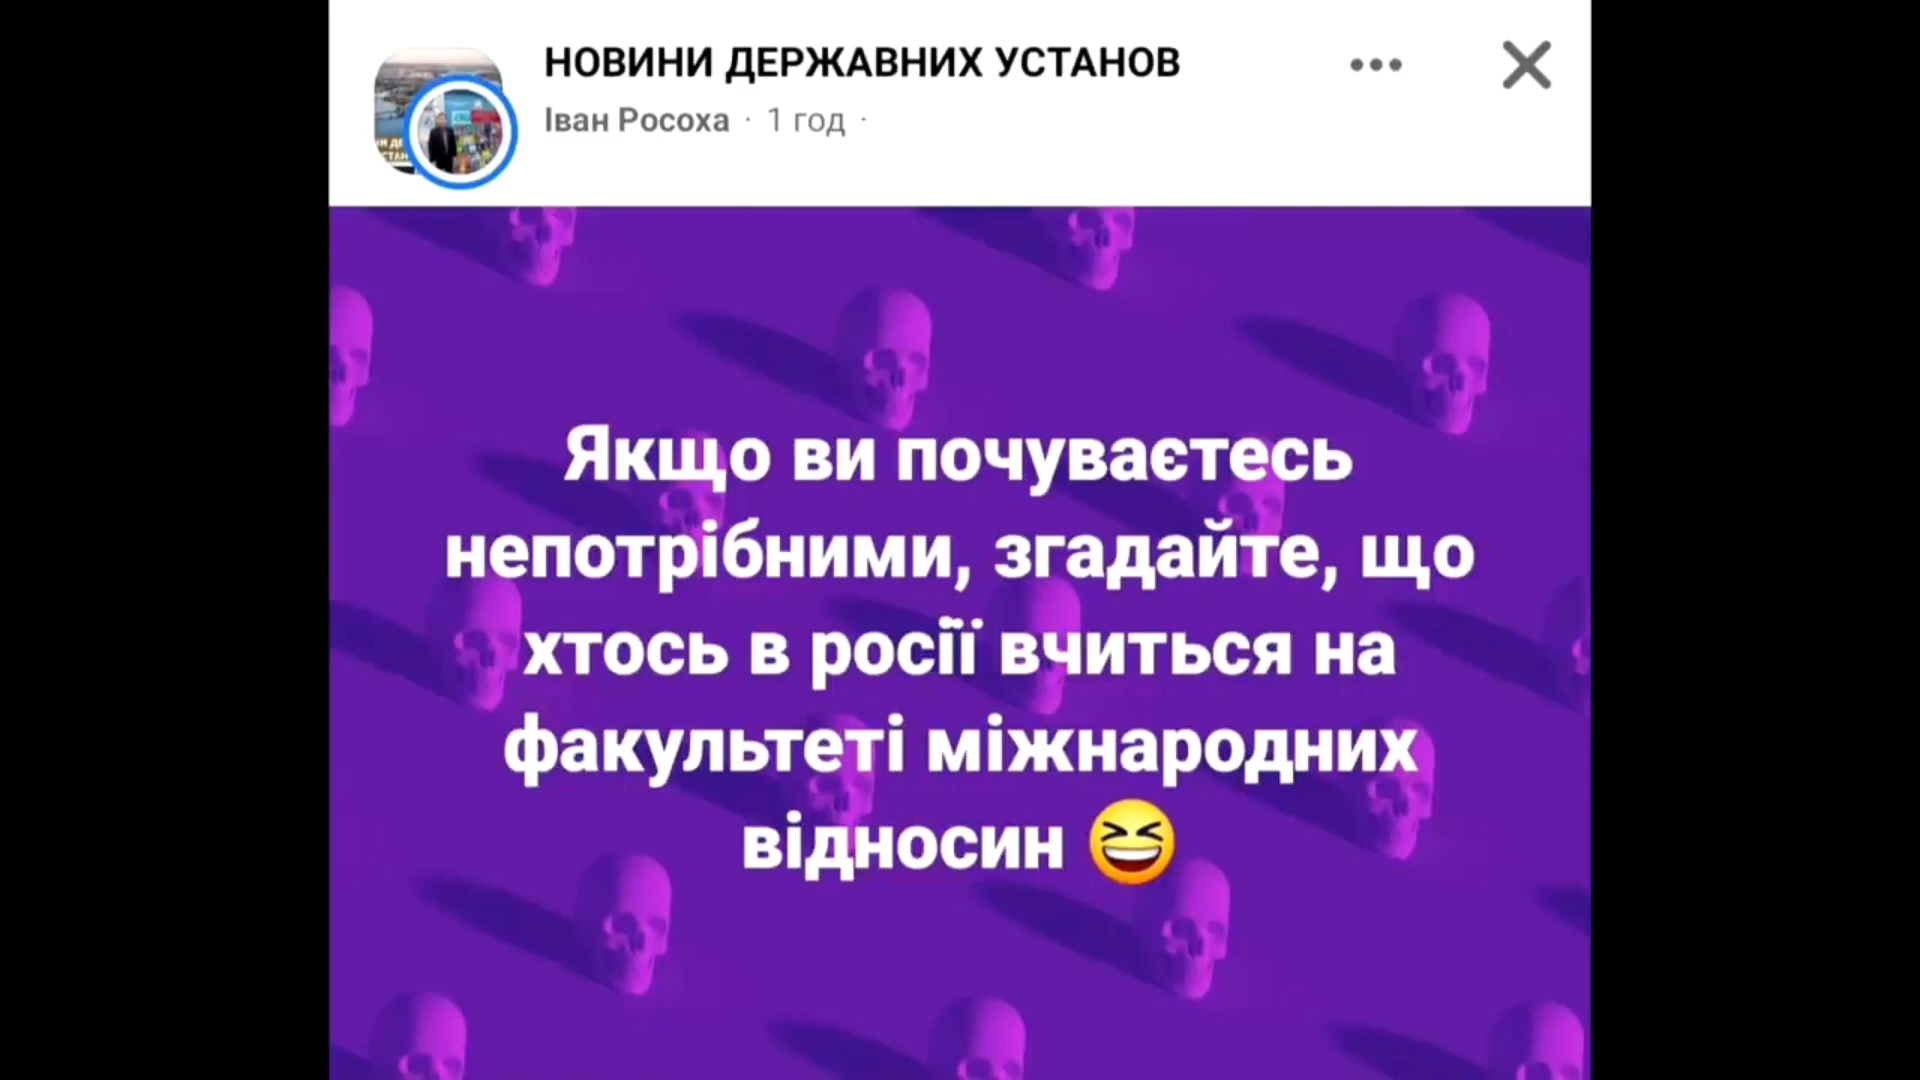 НОВИНИ ДЕРЖАВНИХ УСТАНОВ
Іван Росоха · 1 год ·
Якщо ви почуваєтесь
непотрібними, згадайте, що
хтось в росії вчиться на
факультеті міжнародних
відносин 😆